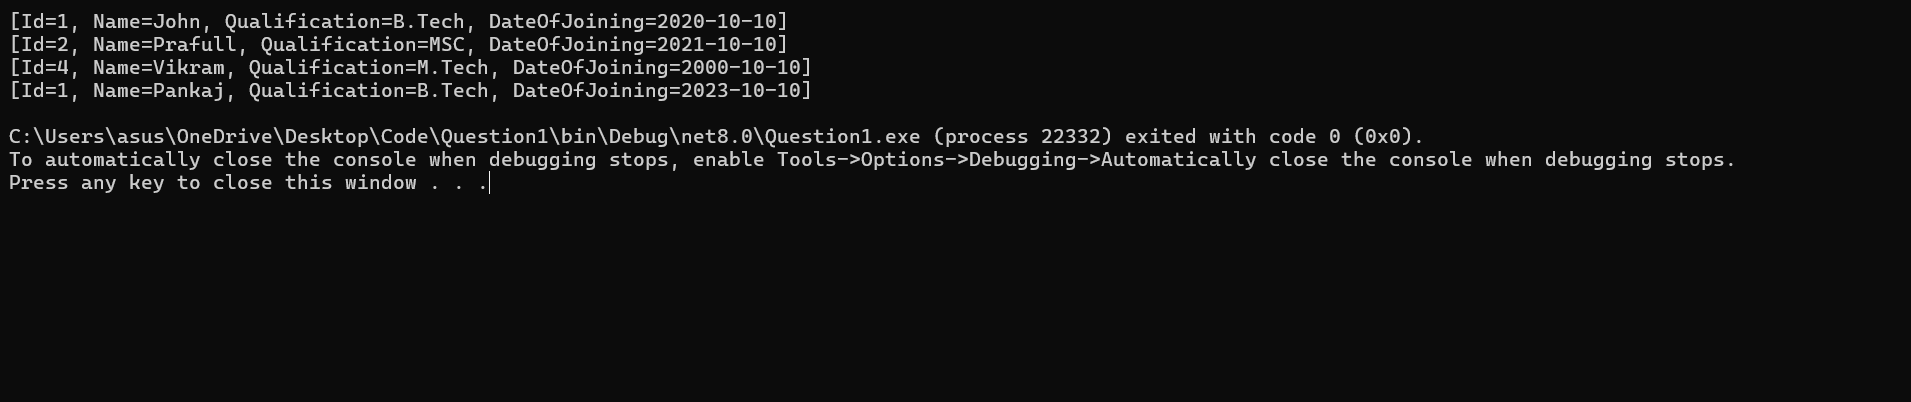 [Id=1, Name=John, Qualification=B.Tech, DateOfJoining=2020-10-10]
[Id=2, Name=Prafull, Qualification=MSC, DateOfJoining=2021-10-10]
[Id=4, Name=Vikram, Qualification=M.Tech, DateOfJoining=2000-10-10]
[Id=1, Name=Pankaj, Qualification=B.Tech, DateOfJoining=2023-10-10]
C:\Users\asus\OneDrive\Desktop\Code\Question1\bin\Debug\net8.0\Question1.exe (process 22332) exited with code 0 (0x0).
To automatically close the console when debugging stops, enable Tools->Options->Debugging->Automatically close the console when debugging stops.
Press any key to close this window . . .